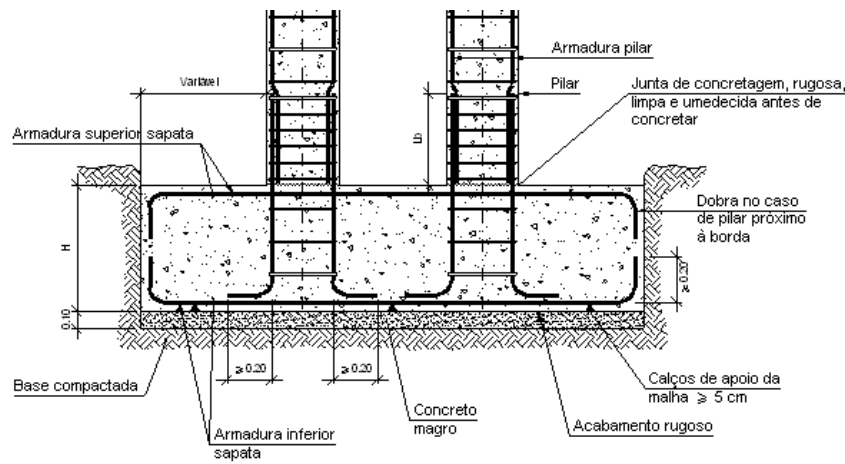 Armadura pilar
Variável
Pilar
Junta de concretagem, rugosa,
limpa e umedecida antes de
concretar
Lb
Armadura superior sapata
Dobra no caso
de pilar próximo
à borda
H
≥ 0.20
0.10
≥ 0.20
≥ 0.20
Base compactada
Calços de apoio da
malha ≥ 5 cm
Concreto
magro
Acabamento rugoso
Armadura inferior
sapata